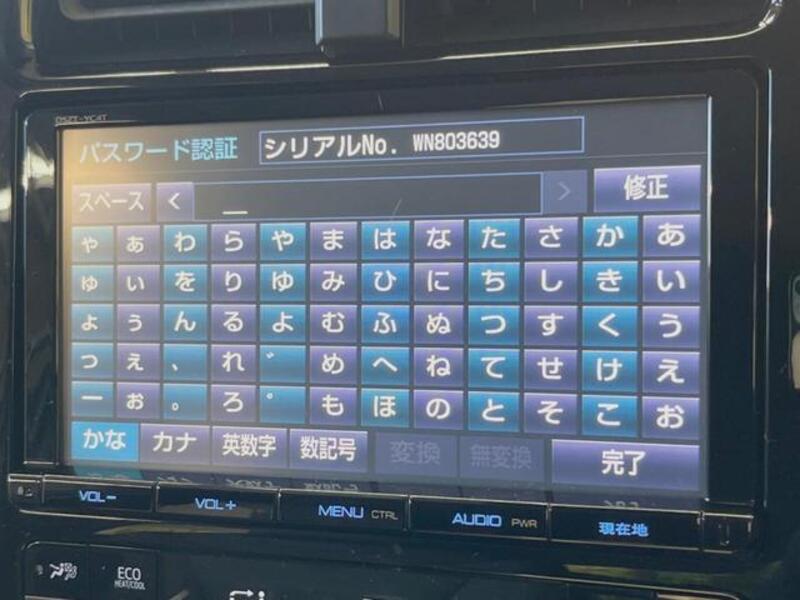 DSZT-YC4T
パスワード認証 シリアルNo. WN803639
スペース < > 修正
ゃ ぁ わ ら や ま は な た さ か あ
ゅ ぃ を り ゆ み ひ に ち し き い
ょ ぅ ん る よ む ふ ぬ つ す く う
っ ぇ 、 れ ゛ め へ ね て せ け え
ー ぉ 。 ろ ゜ も ほ の と そ こ お
かな カナ 英数字 数記号 変換 無変換 完了
VOL− VOL+ MENU CTRL AUDIO PWR 現在地
ECO
HEAT/COOL